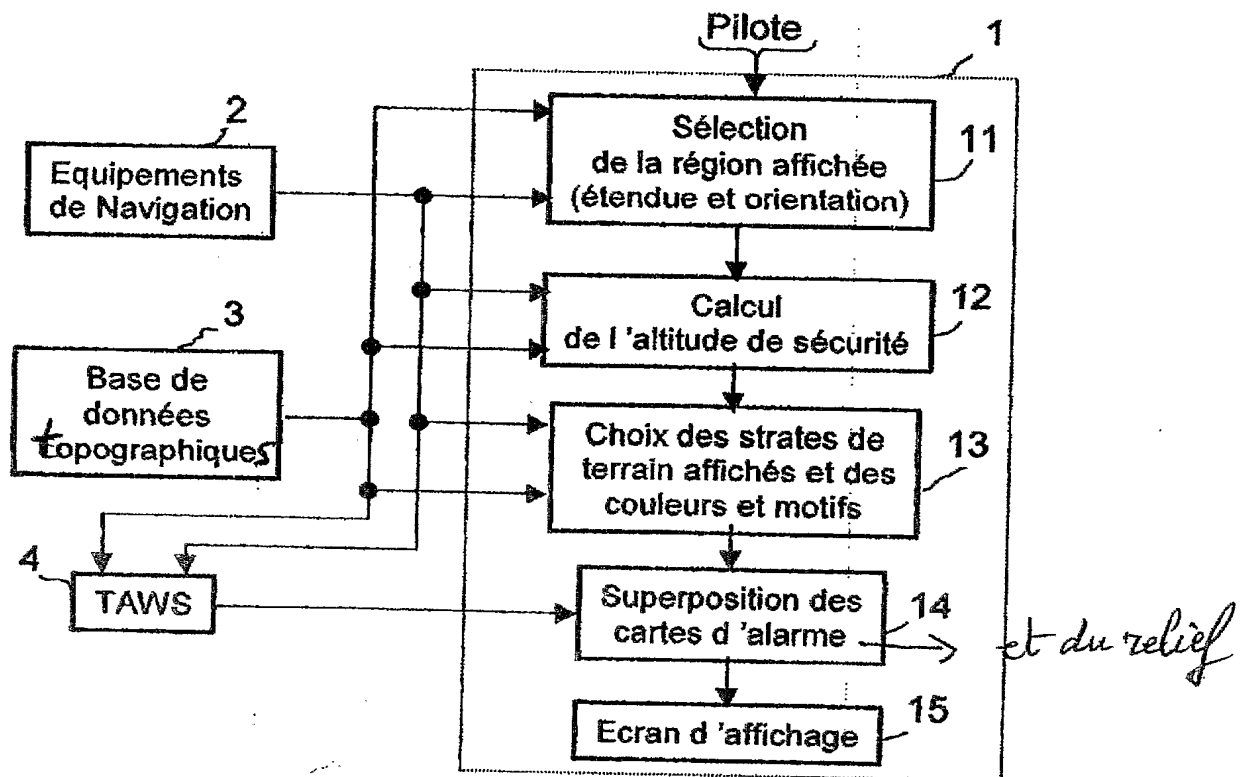 Pilote
1
2
Equipements
de Navigation
Sélection
de la région affichée
(étendue et orientation)
11
Calcul
de l 'altitude de sécurité
12
3
Base de
données
topographiques
Choix des strates de
terrain affichés et des
couleurs et motifs
13
4
TAWS
Superposition des
cartes d 'alarme
14
et du relief
Ecran d 'affichage
15